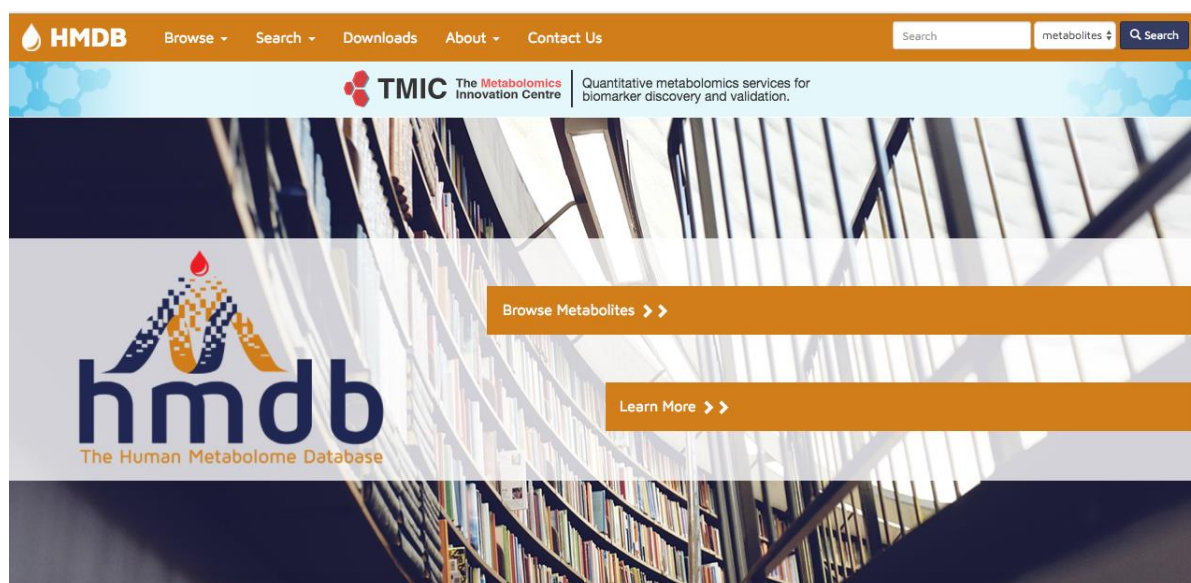 HMDB
Browse
Search
Downloads
About
Contact Us
Search
metabolites
Search
TMIC
The Metabolomics
Innovation Centre
Quantitative metabolomics services for
biomarker discovery and validation.
Browse Metabolites
Learn More
hmdb
The Human Metabolome Database